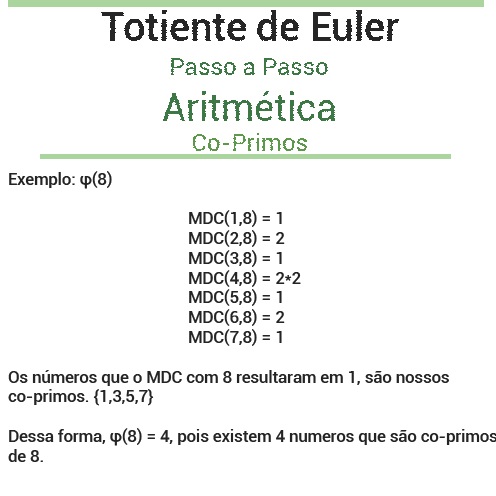 Totiente de Euler
Passo a Passo
Aritmética
Co-Primos
Exemplo: φ(8)
MDC(1,8) = 1
MDC(2,8) = 2
MDC(3,8) = 1
MDC(4,8) = 2*2
MDC(5,8) = 1
MDC(6,8) = 2
MDC(7,8) = 1
Os números que o MDC com 8 resultaram em 1, são nossos
co-primos. {1,3,5,7}
Dessa forma, φ(8) = 4, pois existem 4 numeros que são co-primos
de 8.